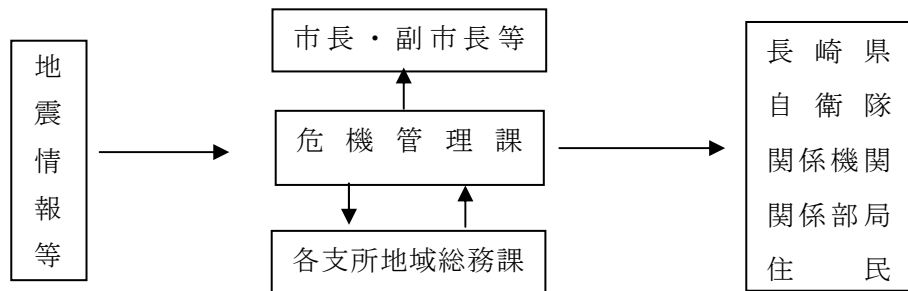 地震情報等
市長・副市長等
危機管理課
各支所地域総務課
長崎県
自衛隊
関係機関
関係部局
住民